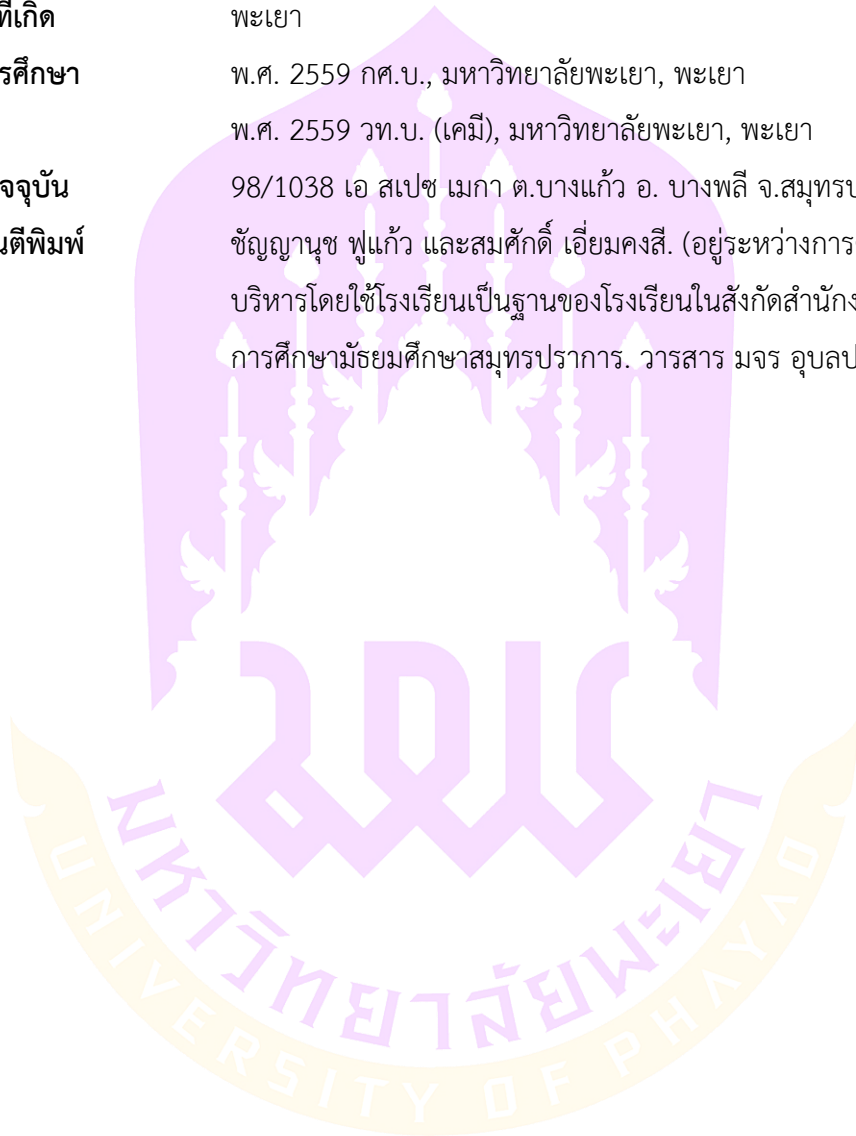 ที่เกิด พะเยา
รศึกษา พ.ศ. 2559 กศ.บ., มหาวิทยาลัยพะเยา, พะเยา
พ.ศ. 2559 วท.บ. (เคมี), มหาวิทยาลัยพะเยา, พะเยา
จจุบัน 98/1038 เอ สเปซ เมกา ต.บางแก้ว อ. บางพลี จ.สมุทรป
นตีพิมพ์ ชัญญานุช ฟูแก้ว และสมศักดิ์ เอี่ยมคงสี. (อยู่ระหว่างการ
บริหารโดยใช้โรงเรียนเป็นฐานของโรงเรียนในสังกัดสำนักง
การศึกษามัธยมศึกษาสมุทรปราการ. วารสาร มจร อุบลป
มหาวิทยาลัยพะเยา
UNIVERSITY OF PHAYAO